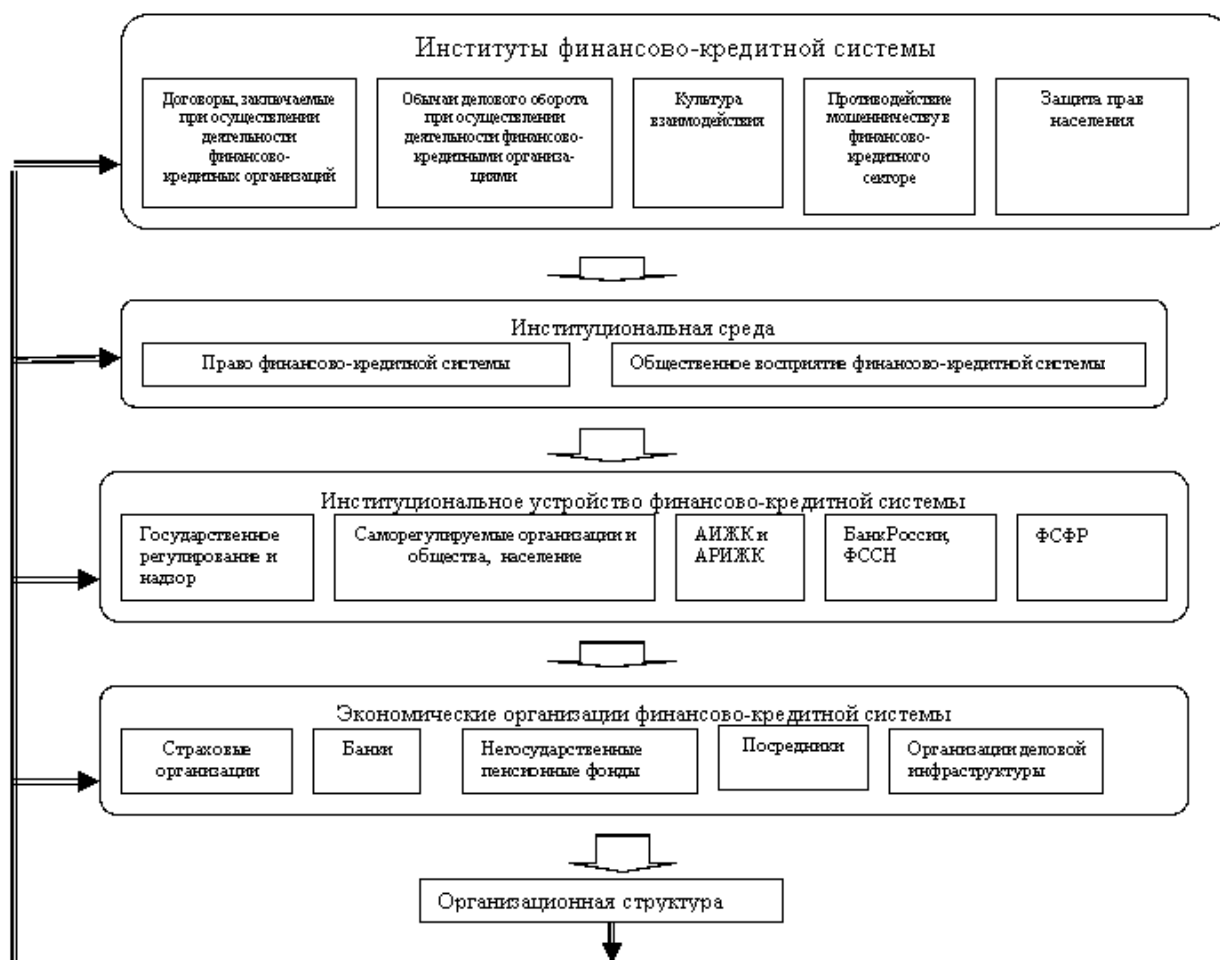 Институты финансово-кредитной системы
Договоры, заключаемые
при осуществлении
деятельности
финансово-
кредитных организаций
Обычаи делового оборота
при осуществлении
деятельности финансово-
кредитными организа-
циями
Культура
взаимодействия
Противодействие
мошенничеству в
финансово-
кредитного
секторе
Защита прав
населения
Институциональная среда
Право финансово-кредитной системы
Общественное восприятие финансово-кредитной системы
Институциональное устройство финансово-кредитной системы
Государственное
регулирование и
надзор
Саморегулируемые организации и
общества, население
АИЖК и
АРИЖК
Банк России,
ФССН
ФСФР
Экономические организации финансово-кредитной системы
Страховые
организации
Банки
Негосударственные
пенсионные фонды
Посредники
Организации деловой
инфраструктуры
Организационная структура